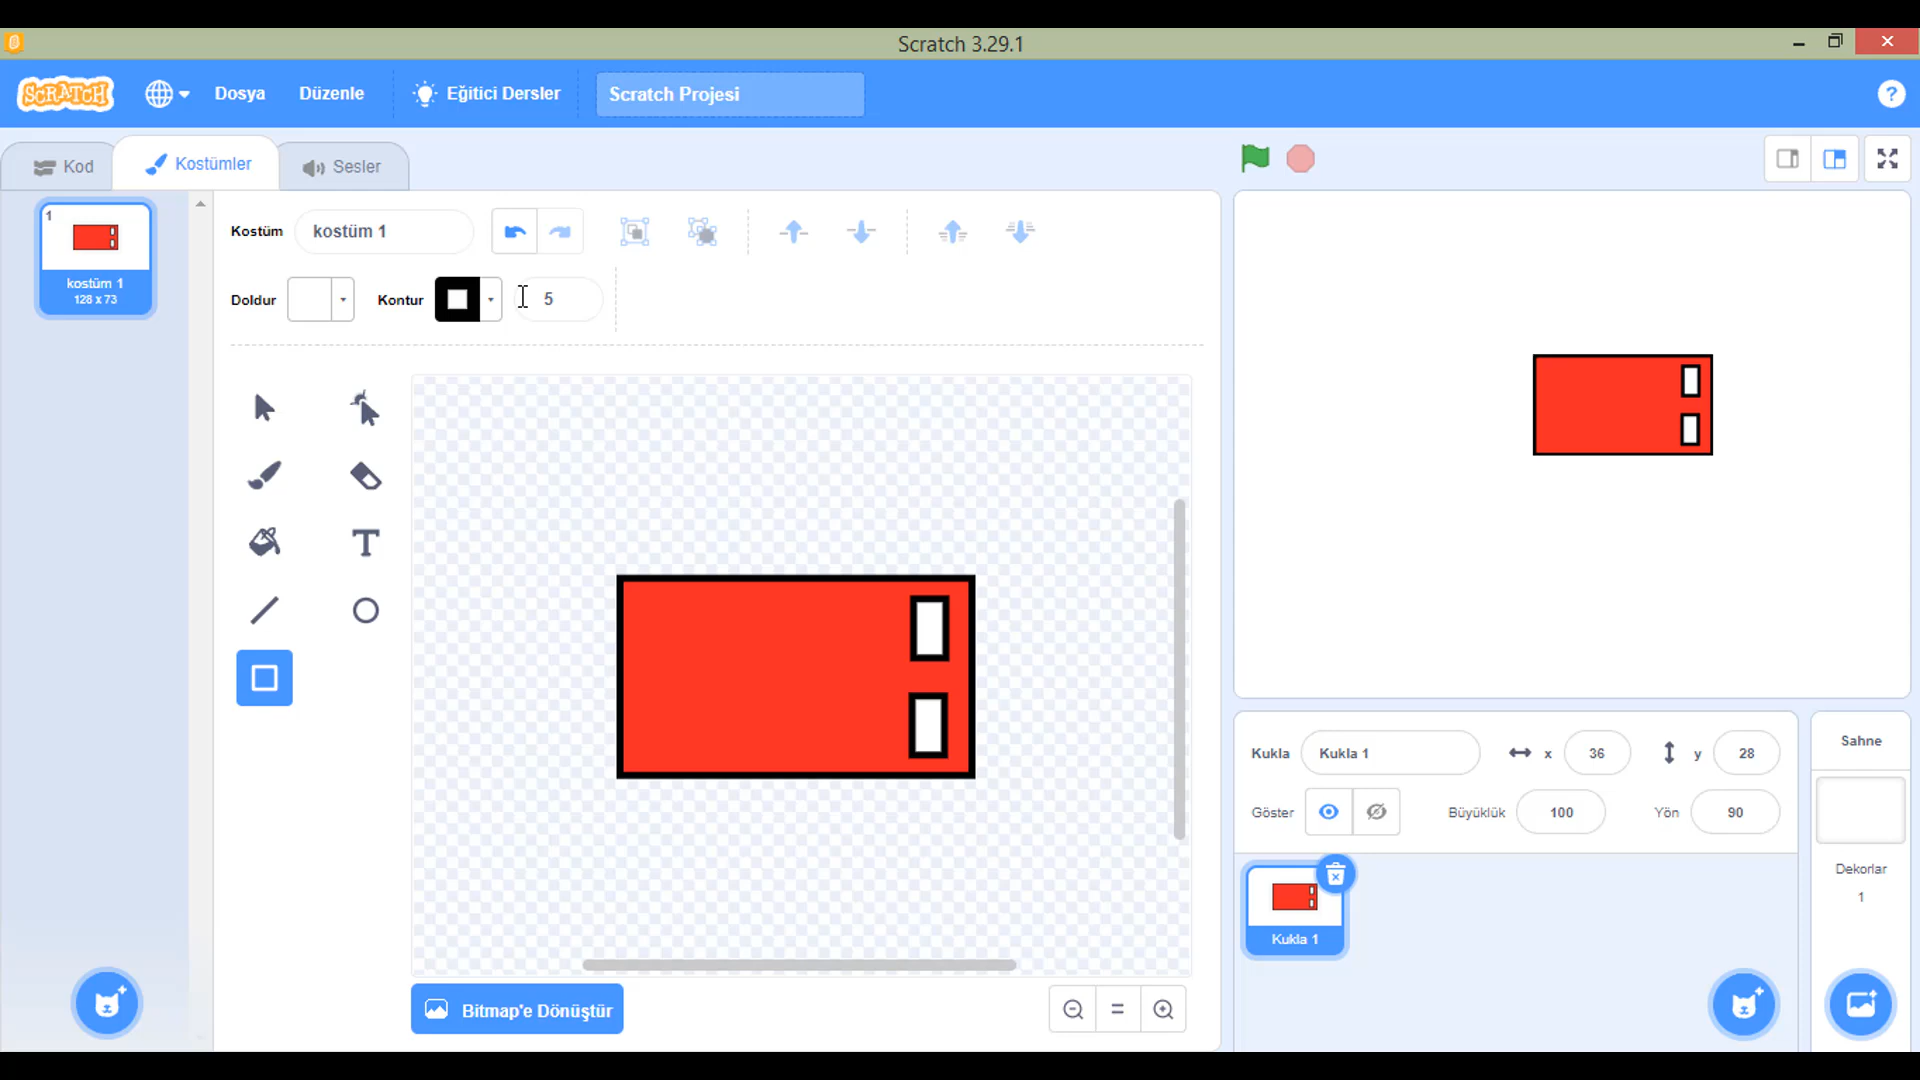 Scratch 3.29.1
SCRATCH
Dosya
Düzenle
Eğitici Dersler
Scratch Projesi
?
Kod
Kostümler
Sesler
1
kostüm 1
128 x 73
Kostüm
kostüm 1
Doldur
Kontur
5
T
Bitmap'e Dönüştür
Kukla
Kukla 1
x
36
y
28
Göster
Büyüklük
100
Yön
90
Kukla 1
Sahne
Dekorlar
1